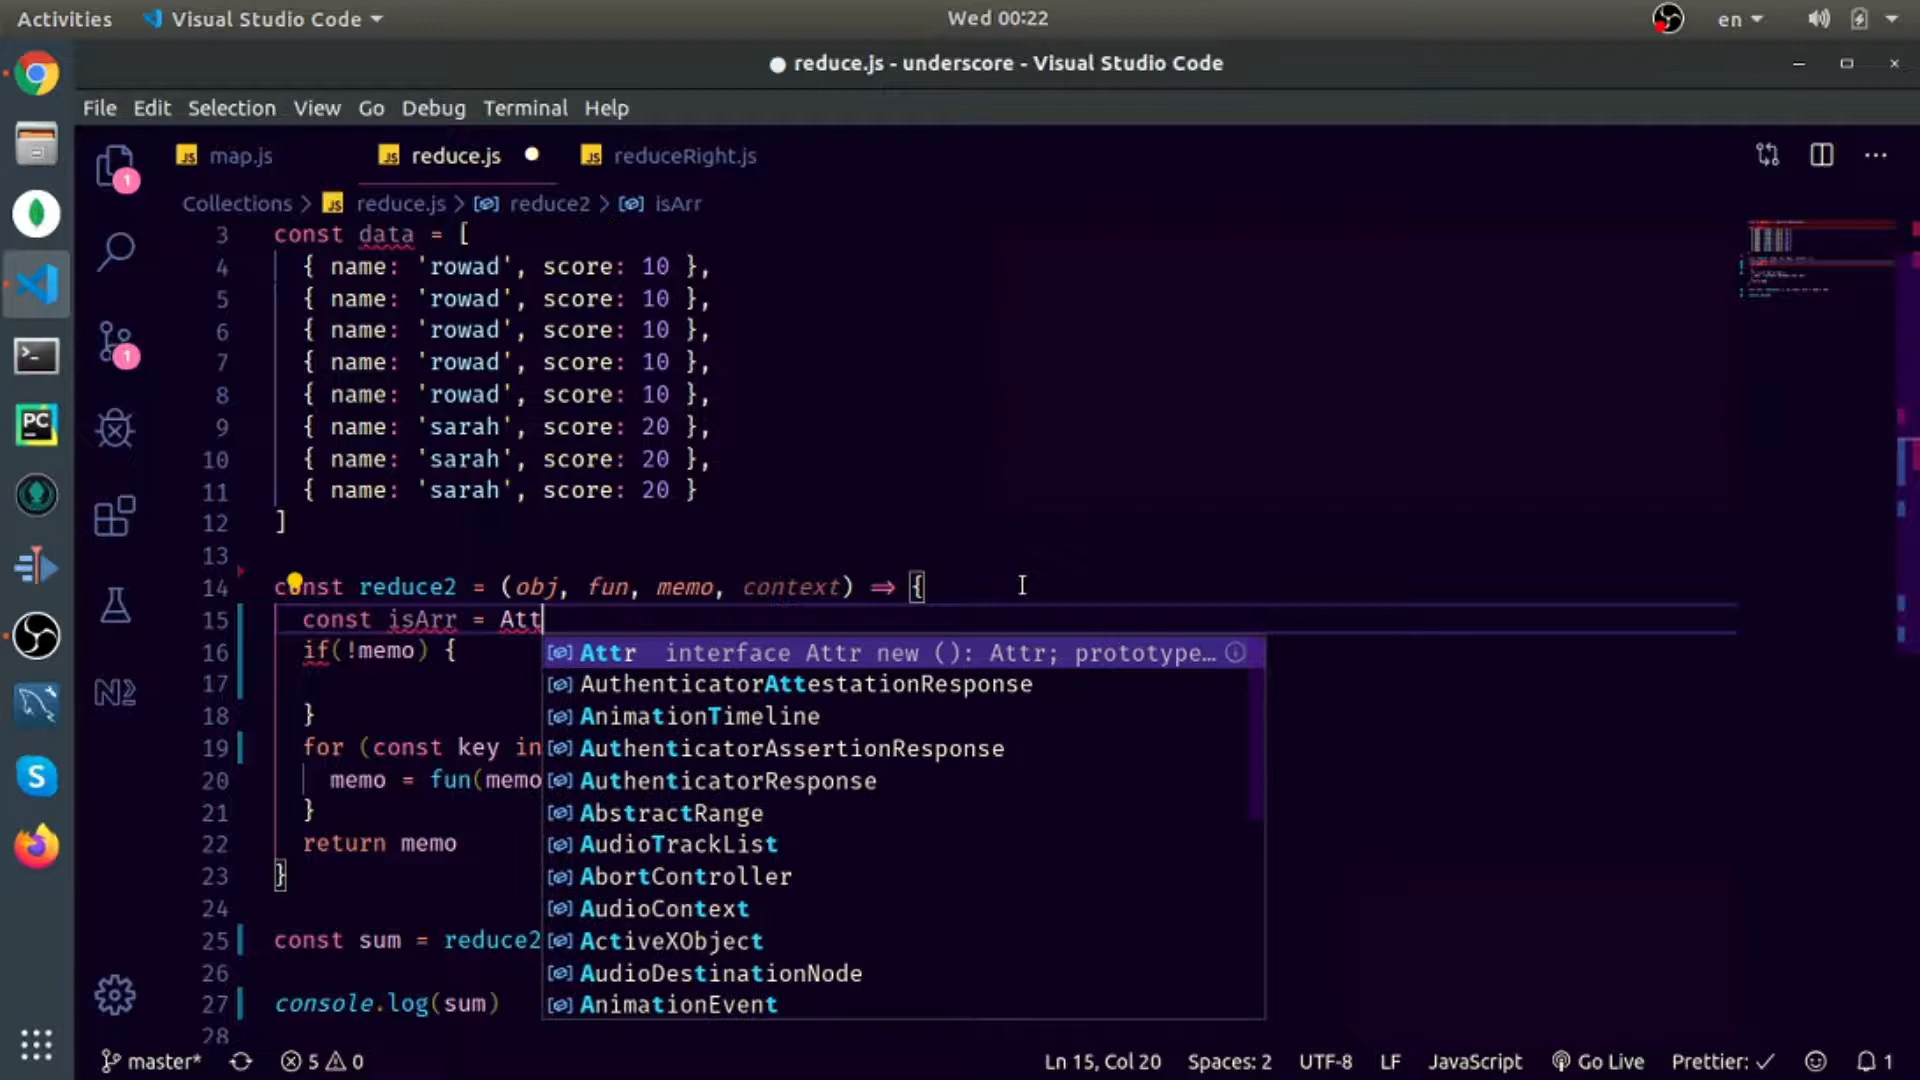 Activities Visual Studio Code Wed 00:22 en
reduce.js - underscore - Visual Studio Code
File Edit Selection View Go Debug Terminal Help
JS map.js JS reduce.js JS reduceRight.js
Collections > JS reduce.js > reduce2 > isArr
3 const data = [
4 { name: 'rowad', score: 10 },
5 { name: 'rowad', score: 10 },
6 { name: 'rowad', score: 10 },
7 { name: 'rowad', score: 10 },
8 { name: 'rowad', score: 10 },
9 { name: 'sarah', score: 20 },
10 { name: 'sarah', score: 20 },
11 { name: 'sarah', score: 20 }
12 ]
13
14 const reduce2 = (obj, fun, memo, context) => {
15 const isArr = Att
16 if(!memo) {
Attr interface Attr new (): Attr; prototype…
17
AuthenticatorAttestationResponse
18 }
AnimationTimeline
19 for (const key in
AuthenticatorAssertionResponse
20 memo = fun(memo
AuthenticatorResponse
21 }
AbstractRange
22 return memo
AudioTrackList
23 }
AbortController
24
AudioContext
25 const sum = reduce2
ActiveXObject
26
AudioDestinationNode
27 console.log(sum)
AnimationEvent
28
1
1
PC
S
N
master* 5 0 Ln 15, Col 20 Spaces: 2 UTF-8 LF JavaScript Go Live Prettier: ✓ 1